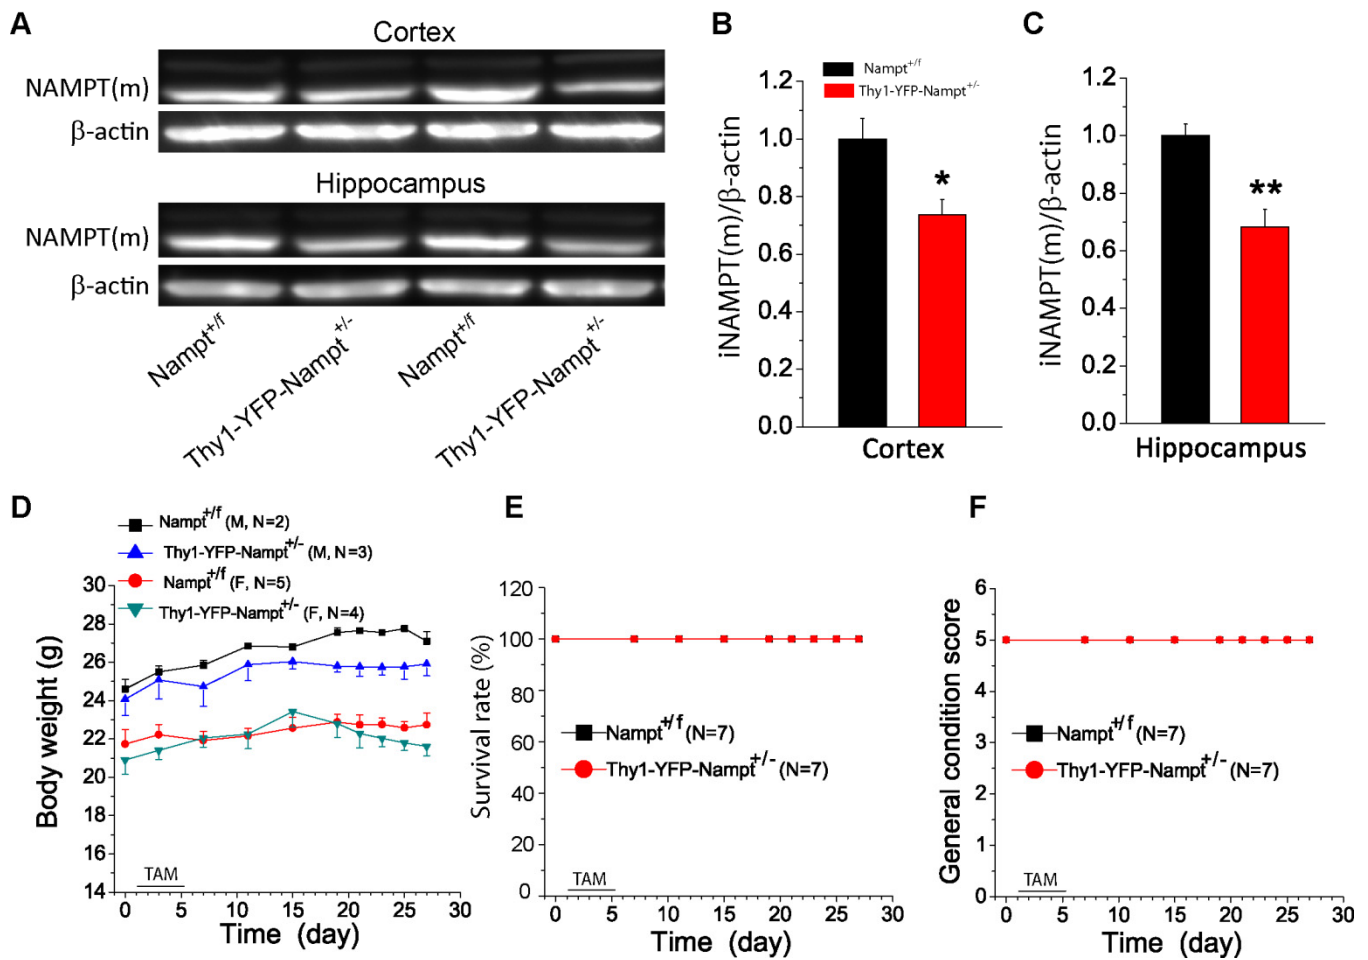 A
Cortex
NAMPT(m)
β-actin
Hippocampus
NAMPT(m)
β-actin
Nampt+/f
Thy1-YFP-Nampt+/-
Nampt+/f
Thy1-YFP-Nampt+/-
B
Nampt+/f
Thy1-YFP-Nampt+/-
iNAMPT(m)/β-actin
1.2
1.0
0.8
0.6
0.4
0.2
0.0
*
Cortex
C
iNAMPT(m)/β-actin
1.2
1.0
0.8
0.6
0.4
0.2
0.0
**
Hippocampus
D
Nampt+/f (M, N=2)
Thy1-YFP-Nampt+/- (M, N=3)
Nampt+/f (F, N=5)
Thy1-YFP-Nampt+/- (F, N=4)
Body weight (g)
30
28
26
24
22
20
18
16
14
TAM
0 5 10 15 20 25 30
Time (day)
E
Survival rate (%)
120
100
80
60
40
20
0
Nampt+/f (N=7)
Thy1-YFP-Nampt+/- (N=7)
TAM
0 5 10 15 20 25 30
Time (day)
F
General condition score
6
5
4
3
2
1
0
Nampt+/f (N=7)
Thy1-YFP-Nampt+/- (N=7)
TAM
0 5 10 15 20 25 30
Time (day)